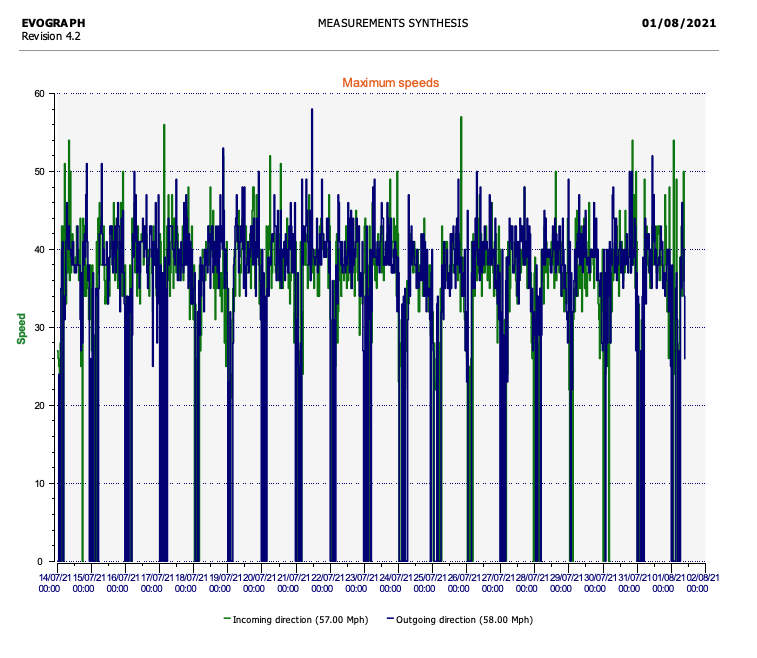 EVOGRAPH MEASUREMENTS SYNTHESIS 01/08/2021
Revision 4.2
Maximum speeds
60
50
40
30
20
10
0
Speed
14/07/21 15/07/21 16/07/21 17/07/21 18/07/21 19/07/21 20/07/21 21/07/21 22/07/21 23/07/21 24/07/21 25/07/21 26/07/21 27/07/21 28/07/21 29/07/21 30/07/21 31/07/21 01/08/21 02/08/21
00:00 00:00 00:00 00:00 00:00 00:00 00:00 00:00 00:00 00:00 00:00 00:00 00:00 00:00 00:00 00:00 00:00 00:00 00:00 00:00
Incoming direction (57.00 Mph) Outgoing direction (58.00 Mph)